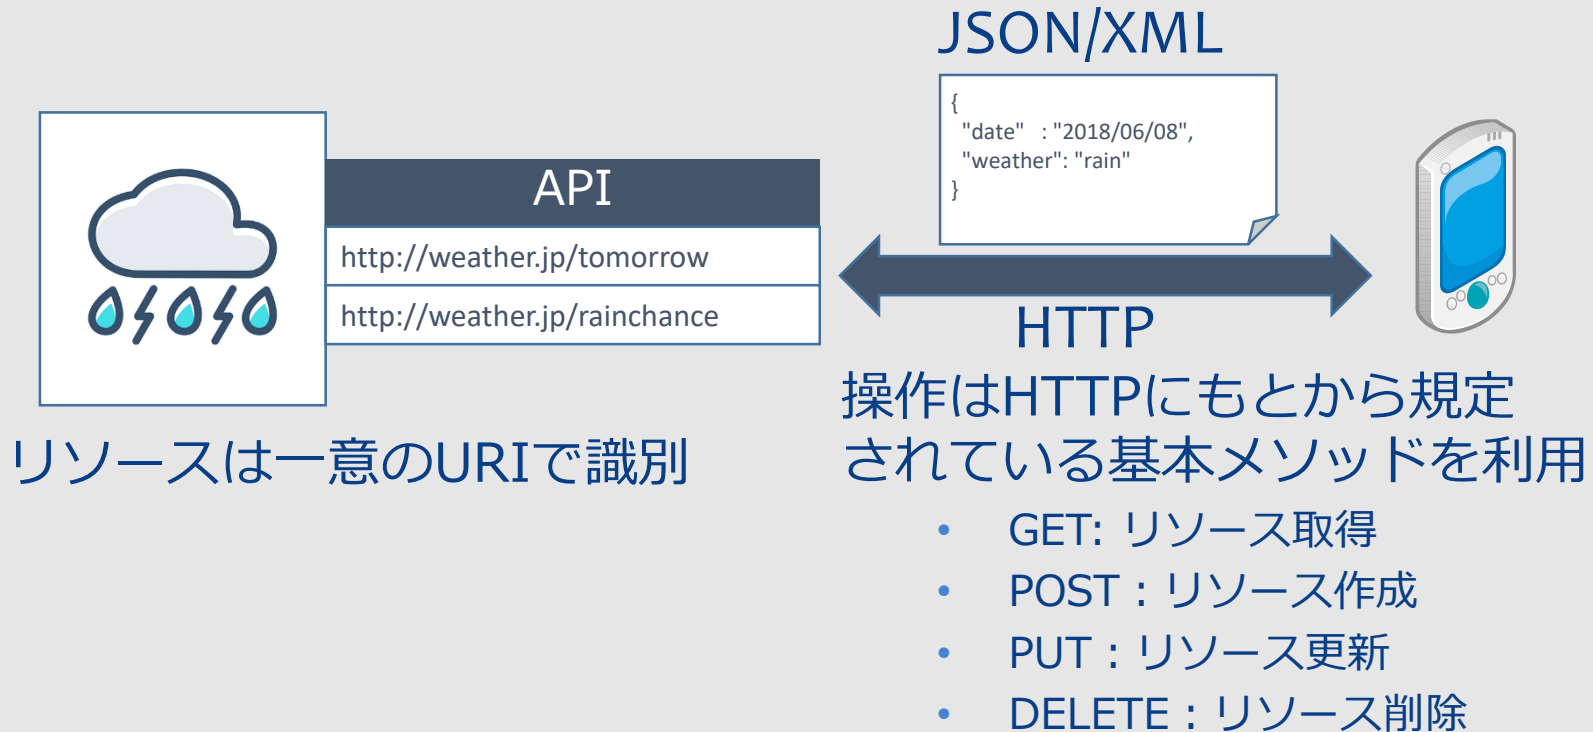 JSON/XML
{
"date" : "2018/06/08",
"weather": "rain"
}
API
http://weather.jp/tomorrow
http://weather.jp/rainchance
HTTP
リソースは一意のURIで識別
操作はHTTPにもとから規定
されている基本メソッドを利用
• GET: リソース取得
• POST：リソース作成
• PUT：リソース更新
• DELETE：リソース削除